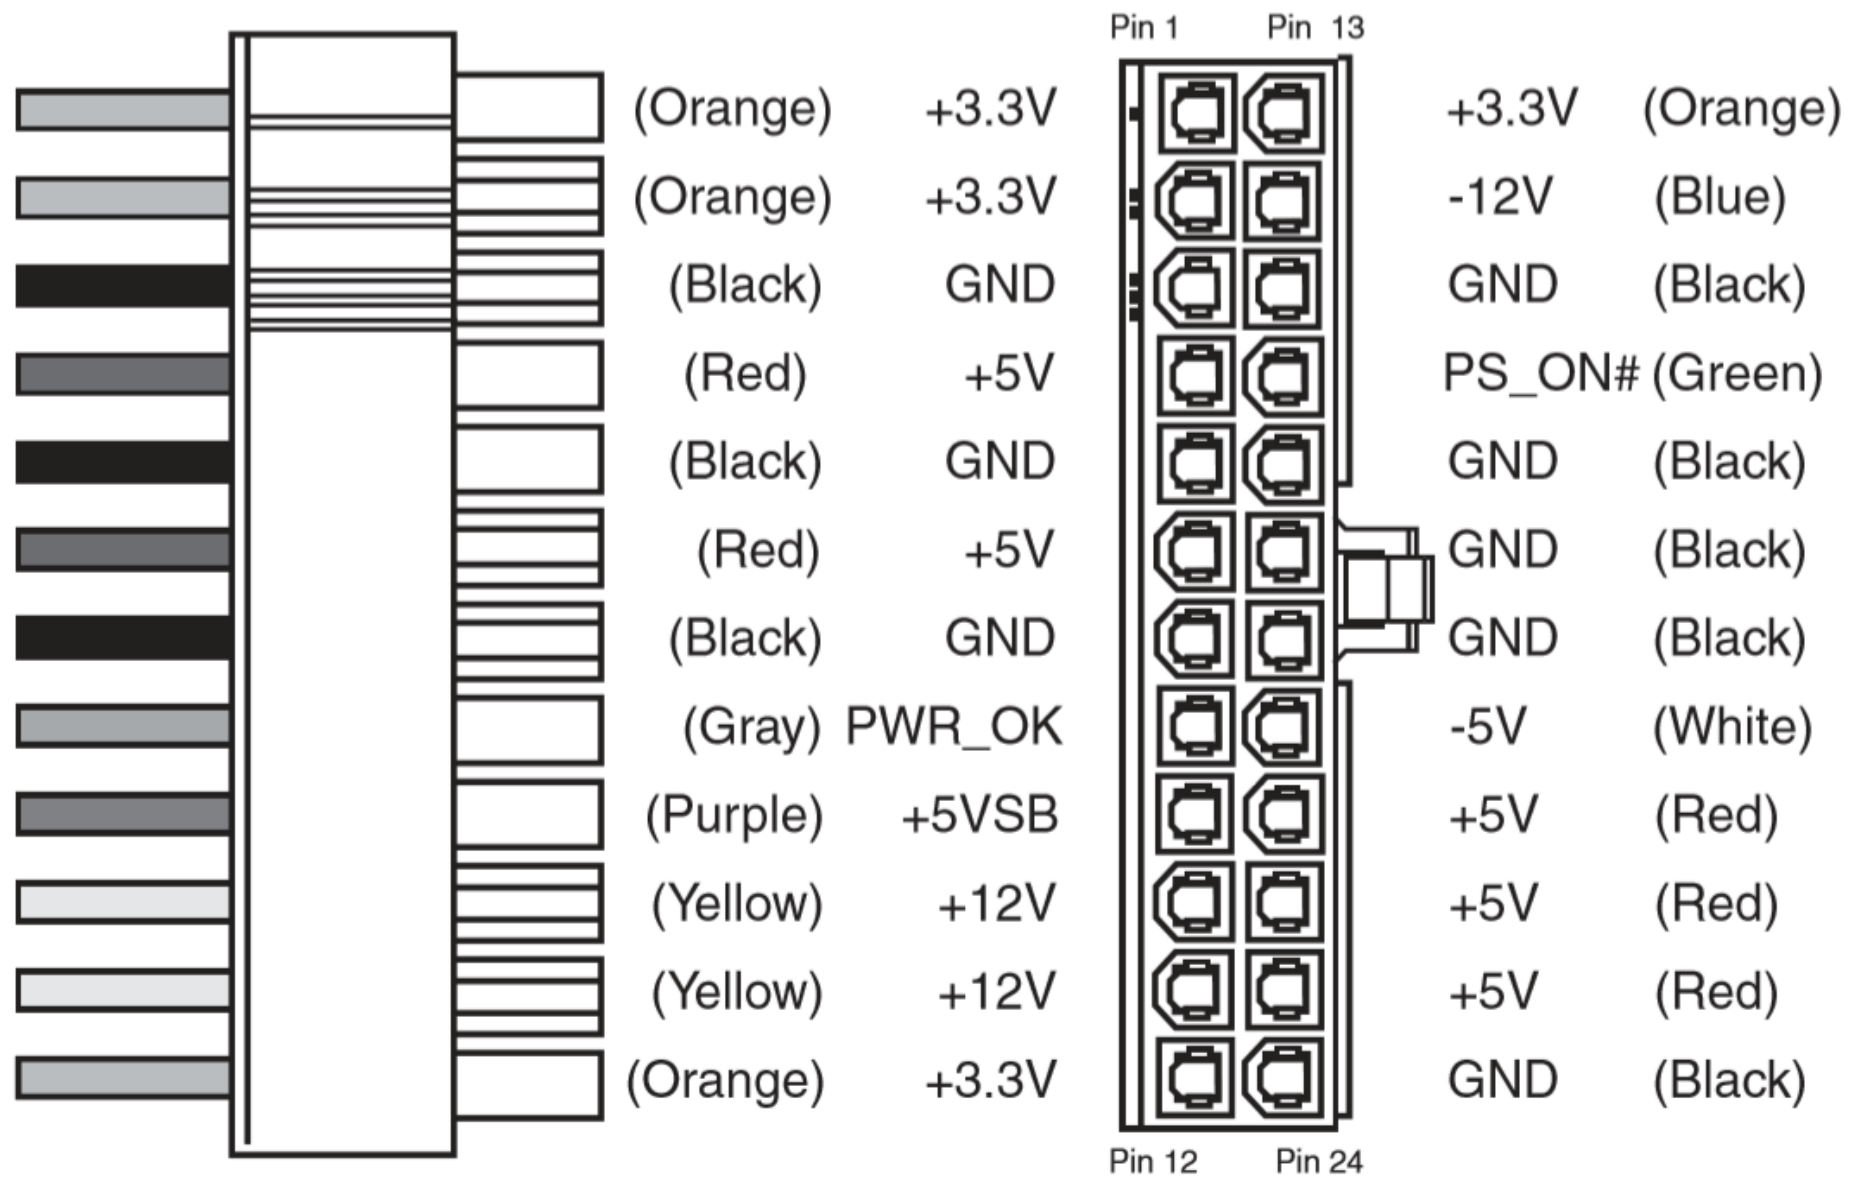 Pin 1 Pin 13
(Orange) +3.3V +3.3V (Orange)
(Orange) +3.3V -12V (Blue)
(Black) GND GND (Black)
(Red) +5V PS_ON# (Green)
(Black) GND GND (Black)
(Red) +5V GND (Black)
(Black) GND GND (Black)
(Gray) PWR_OK -5V (White)
(Purple) +5VSB +5V (Red)
(Yellow) +12V +5V (Red)
(Yellow) +12V +5V (Red)
(Orange) +3.3V GND (Black)
Pin 12 Pin 24